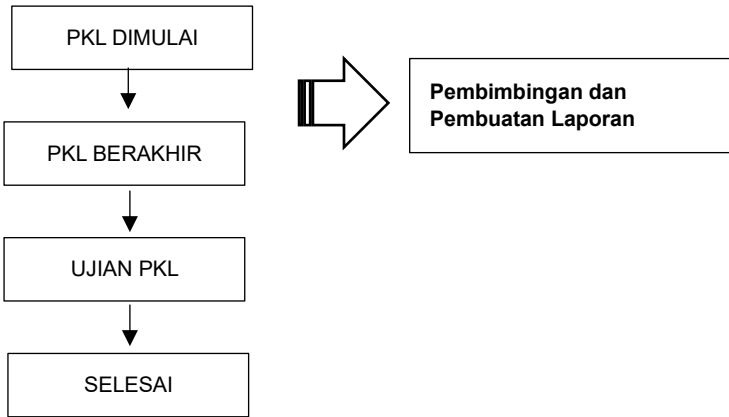 PKL DIMULAI
Pembimbingan dan
Pembuatan Laporan
PKL BERAKHIR
UJIAN PKL
SELESAI